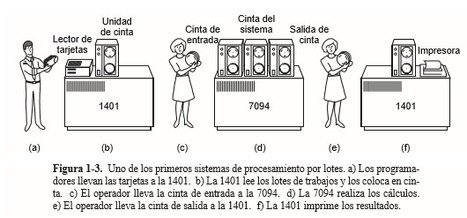 Unidad
de cinta
Lector de
tarjetas
Cinta de
entrada
Cinta del
sistema
Salida de
cinta
Impresora
1401
7094
1401
(a) (b) (c) (d) (e) (f)
Figura 1-3. Uno de los primeros sistemas de procesamiento por lotes. a) Los programa-
dores llevan las tarjetas a la 1401. b) La 1401 lee los lotes de trabajos y los coloca en cin-
ta. c) El operador lleva la cinta de entrada a la 7094. d) La 7094 realiza los cálculos.
e) El operador lleva la cinta de salida a la 1401. f) La 1401 imprime los resultados.